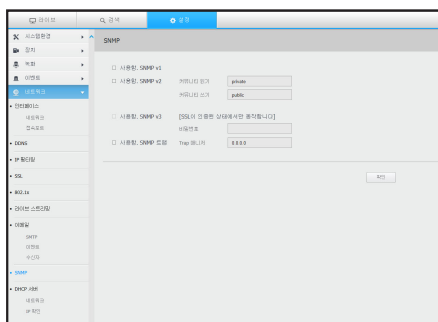 라이브
검색
설정
시스템환경
장치
녹화
이벤트
네트워크
• 인터페이스
네트워크
접속포트
• DDNS
• IP 필터링
• SSL
• 802.1x
• 라이브 스트리밍
• 이메일
SMTP
이벤트
수신자
• SNMP
• DHCP 서버
네트워크
IP 확인
SNMP
사용함. SNMP v1
사용함. SNMP v2
커뮤니티 읽기 private
커뮤니티 쓰기 public
사용함. SNMP v3 [SSL이 인증된 상태에서만 동작합니다]
비밀번호
사용함. SNMP 트랩 Trap 매니저 0.0.0.0
확인